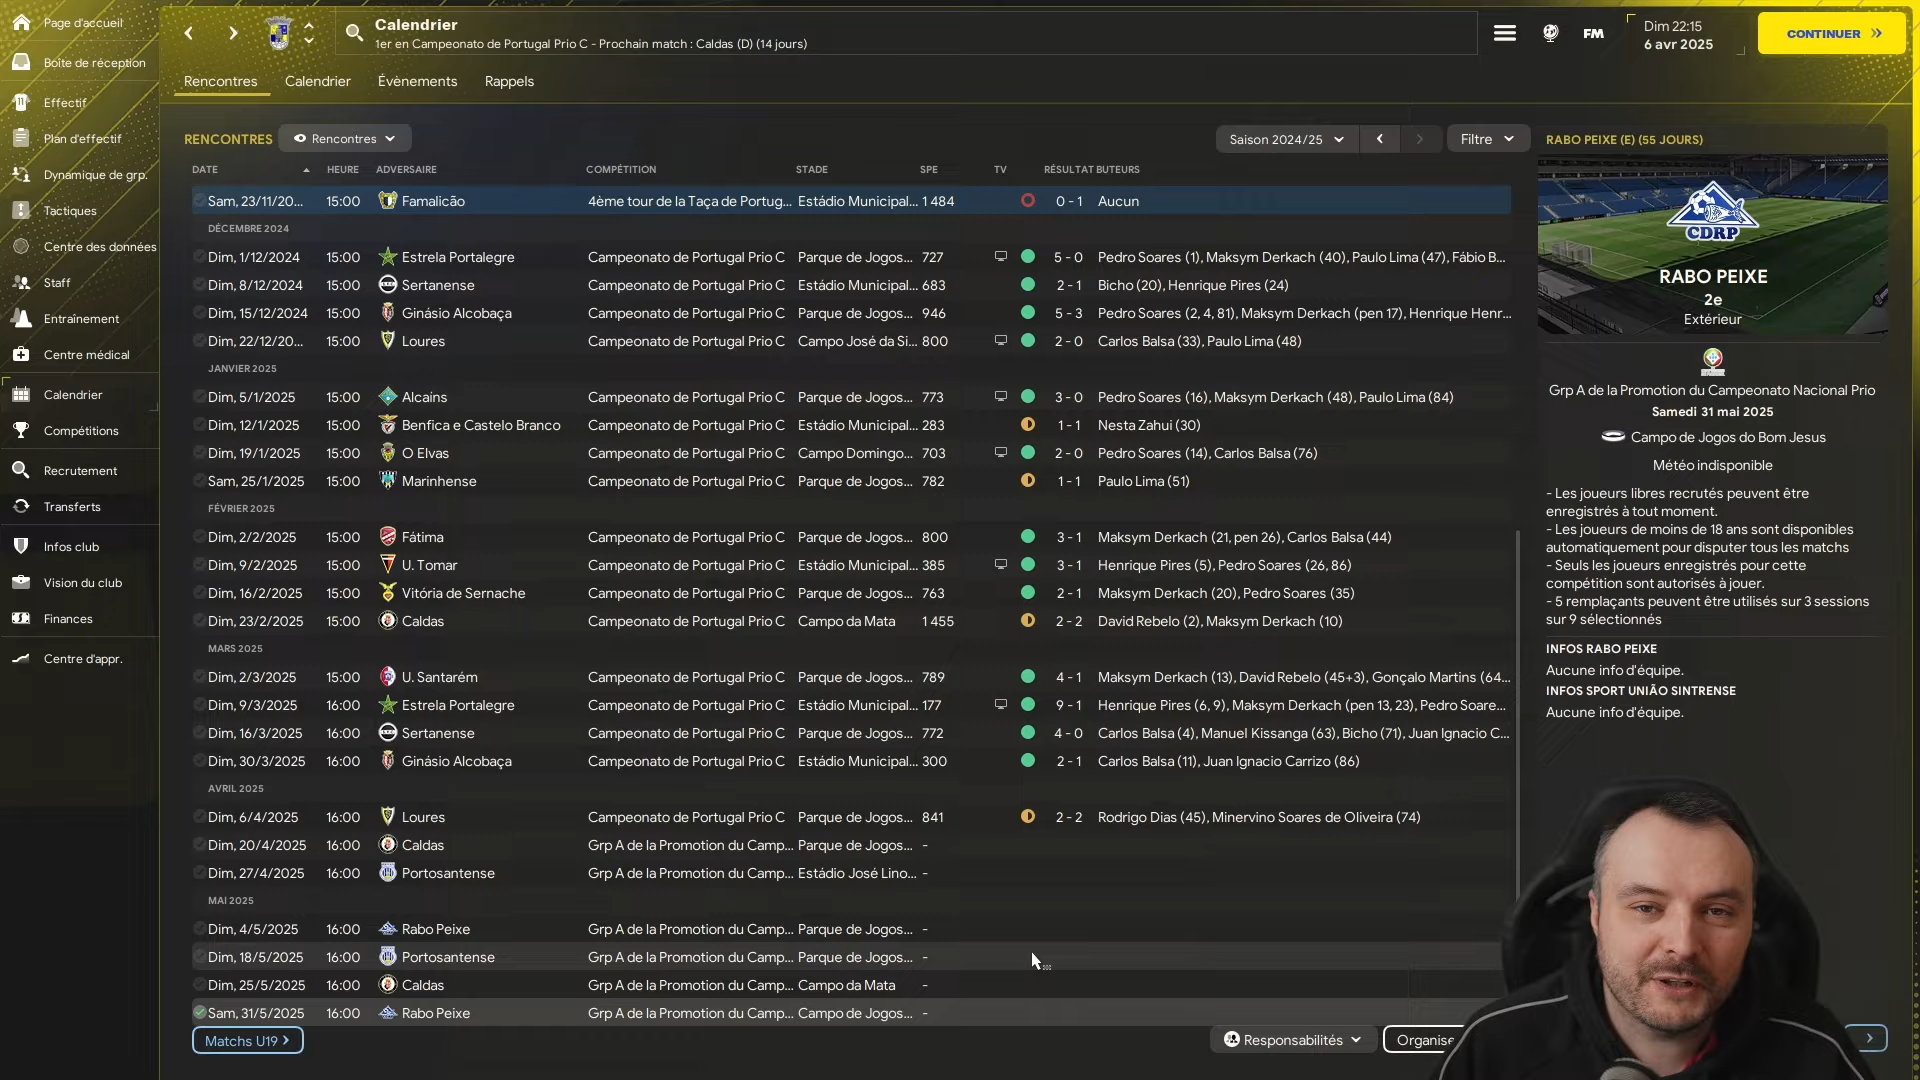 Page d'accueil
Boîte de réception
Effectif
Plan d'effectif
Dynamique de grp.
Tactiques
Centre des données
Staff
Entraînement
Centre médical
Calendrier
Compétitions
Recrutement
Transferts
Infos club
Vision du club
Finances
Centre d'appr.
Calendrier
1er en Campeonato de Portugal Prio C - Prochain match : Caldas (D) (14 jours)
FM
Dim 22:15
6 avr 2025
CONTINUER
Rencontres Calendrier Évènements Rappels
RENCONTRES Rencontres Saison 2024/25 Filtre
DATE HEURE ADVERSAIRE COMPÉTITION STADE SPE TV RÉSULTAT BUTEURS
Sam, 23/11/20... 15:00 Famalicão 4ème tour de la Taça de Portug... Estádio Municipal... 1 484 0 - 1 Aucun
DÉCEMBRE 2024
Dim, 1/12/2024 15:00 Estrela Portalegre Campeonato de Portugal Prio C Parque de Jogos... 727 5 - 0 Pedro Soares (1), Maksym Derkach (40), Paulo Lima (47), Fábio B...
Dim, 8/12/2024 15:00 Sertanense Campeonato de Portugal Prio C Estádio Municipal... 683 2 - 1 Bicho (20), Henrique Pires (24)
Dim, 15/12/2024 15:00 Ginásio Alcobaça Campeonato de Portugal Prio C Parque de Jogos... 946 5 - 3 Pedro Soares (2, 4, 81), Maksym Derkach (pen 17), Henrique Henr...
Dim, 22/12/20... 15:00 Loures Campeonato de Portugal Prio C Campo José da Si... 800 2 - 0 Carlos Balsa (33), Paulo Lima (48)
JANVIER 2025
Dim, 5/1/2025 15:00 Alcains Campeonato de Portugal Prio C Parque de Jogos... 773 3 - 0 Pedro Soares (16), Maksym Derkach (48), Paulo Lima (84)
Dim, 12/1/2025 15:00 Benfica e Castelo Branco Campeonato de Portugal Prio C Estádio Municipal... 283 1 - 1 Nesta Zahui (30)
Dim, 19/1/2025 15:00 O Elvas Campeonato de Portugal Prio C Campo Domingo... 703 2 - 0 Pedro Soares (14), Carlos Balsa (76)
Sam, 25/1/2025 15:00 Marinhense Campeonato de Portugal Prio C Parque de Jogos... 782 1 - 1 Paulo Lima (51)
FÉVRIER 2025
Dim, 2/2/2025 15:00 Fátima Campeonato de Portugal Prio C Parque de Jogos... 800 3 - 1 Maksym Derkach (21, pen 26), Carlos Balsa (44)
Dim, 9/2/2025 15:00 U. Tomar Campeonato de Portugal Prio C Estádio Municipal... 385 3 - 1 Henrique Pires (5), Pedro Soares (26, 86)
Dim, 16/2/2025 15:00 Vitória de Sernache Campeonato de Portugal Prio C Parque de Jogos... 763 2 - 1 Maksym Derkach (20), Pedro Soares (35)
Dim, 23/2/2025 15:00 Caldas Campeonato de Portugal Prio C Campo da Mata 1 455 2 - 2 David Rebelo (2), Maksym Derkach (10)
MARS 2025
Dim, 2/3/2025 15:00 U. Santarém Campeonato de Portugal Prio C Parque de Jogos... 789 4 - 1 Maksym Derkach (13), David Rebelo (45+3), Gonçalo Martins (64...
Dim, 9/3/2025 16:00 Estrela Portalegre Campeonato de Portugal Prio C Estádio Municipal... 177 9 - 1 Henrique Pires (6, 9), Maksym Derkach (pen 13, 23), Pedro Soare...
Dim, 16/3/2025 16:00 Sertanense Campeonato de Portugal Prio C Parque de Jogos... 772 4 - 0 Carlos Balsa (4), Manuel Kissanga (63), Bicho (71), Juan Ignacio C...
Dim, 30/3/2025 16:00 Ginásio Alcobaça Campeonato de Portugal Prio C Estádio Municipal... 300 2 - 1 Carlos Balsa (11), Juan Ignacio Carrizo (86)
AVRIL 2025
Dim, 6/4/2025 16:00 Loures Campeonato de Portugal Prio C Parque de Jogos... 841 2 - 2 Rodrigo Dias (45), Minervino Soares de Oliveira (74)
Dim, 20/4/2025 16:00 Caldas Grp A de la Promotion du Camp... Parque de Jogos... -
Dim, 27/4/2025 16:00 Portosantense Grp A de la Promotion du Camp... Estádio José Lino... -
MAI 2025
Dim, 4/5/2025 16:00 Rabo Peixe Grp A de la Promotion du Camp... Parque de Jogos... -
Dim, 18/5/2025 16:00 Portosantense Grp A de la Promotion du Camp... Parque de Jogos... -
Dim, 25/5/2025 16:00 Caldas Grp A de la Promotion du Camp... Campo da Mata -
Sam, 31/5/2025 16:00 Rabo Peixe Grp A de la Promotion du Camp... Campo de Jogos... -
Matchs U19 Responsabilités Organise
RABO PEIXE (E) (55 JOURS)
CDRP
RABO PEIXE
2e
Extérieur
Grp A de la Promotion du Campeonato Nacional Prio
Samedi 31 mai 2025
Campo de Jogos do Bom Jesus
Météo indisponible
- Les joueurs libres recrutés peuvent être
enregistrés à tout moment.
- Les joueurs de moins de 18 ans sont disponibles
automatiquement pour disputer tous les matchs
- Seuls les joueurs enregistrés pour cette
compétition sont autorisés à jouer.
- 5 remplaçants peuvent être utilisés sur 3 sessions
sur 9 sélectionnés
INFOS RABO PEIXE
Aucune info d'équipe.
INFOS SPORT UNIÃO SINTRENSE
Aucune info d'équipe.